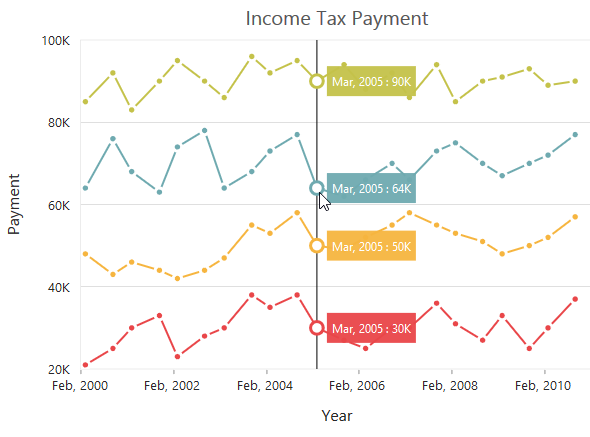 Income Tax Payment
100K
80K
60K
40K
20K
Payment
Mar, 2005 : 90K
Mar, 2005 : 64K
Mar, 2005 : 50K
Mar, 2005 : 30K
Feb, 2000 Feb, 2002 Feb, 2004 Feb, 2006 Feb, 2008 Feb, 2010
Year